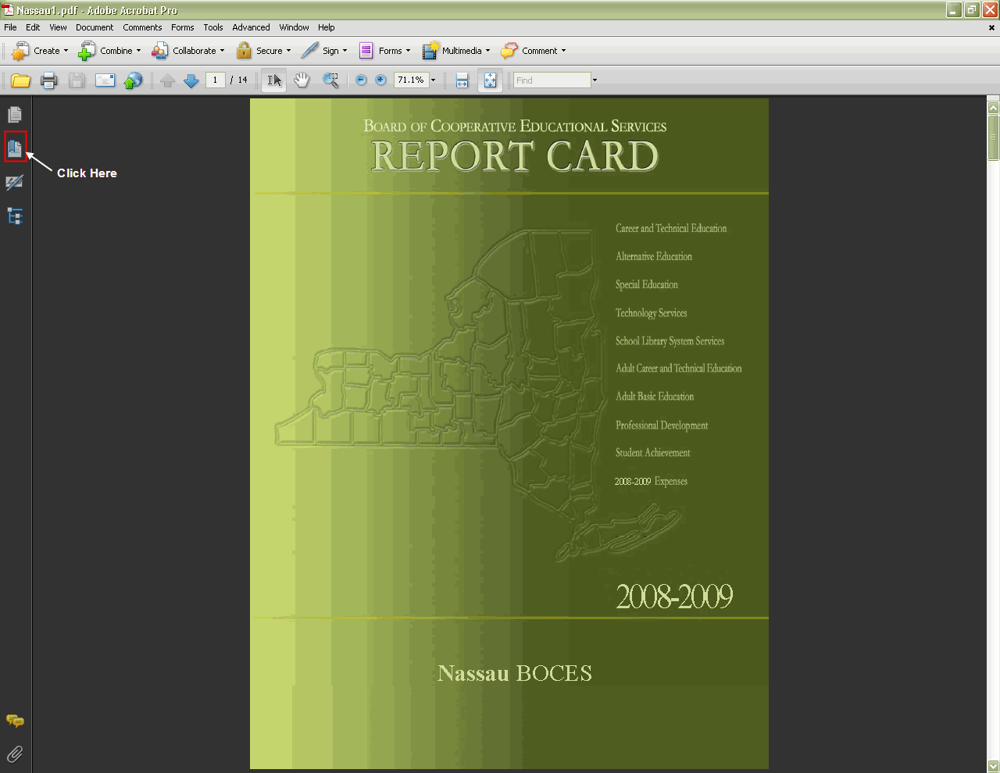 Nassau1.pdf - Adobe Acrobat Pro
File Edit View Document Comments Forms Tools Advanced Window Help
Create Combine Collaborate Secure Sign Forms Multimedia Comment
1 / 14 71.1% Find
Click Here
BOARD OF COOPERATIVE EDUCATIONAL SERVICES
REPORT CARD
Career and Technical Education
Alternative Education
Special Education
Technology Services
School Library System Services
Adult Career and Technical Education
Adult Basic Education
Professional Development
Student Achievement
2008-2009 Expenses
2008-2009
Nassau BOCES